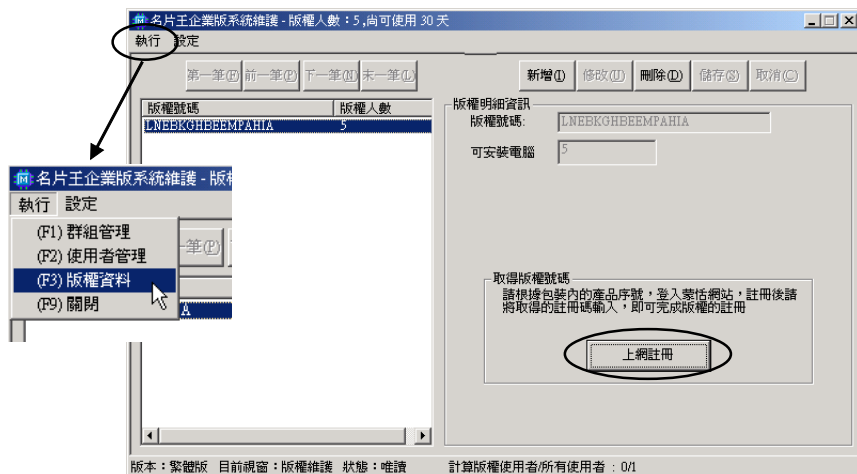 名片王企業版系統維護 - 版權人數：5 ,尚可使用 30 天
執行 設定
第一筆(F) 前一筆(P) 下一筆(N) 末一筆(L) 新增(I) 修改(U) 刪除(D) 儲存(S) 取消(C)
版權號碼 版權人數
LNEBKGHBEEMPAHIA 5
版權明細資訊
版權號碼: LNEBKGHBEEMPAHIA
可安裝電腦 5
名片王企業版系統維護 - 版權
執行 設定
(F1) 群組管理
(F2) 使用者管理
(F3) 版權資料
(F9) 關閉
一筆(P)
A
取得版權號碼
請根據包裝內的產品序號，登入蒙恬網站，註冊後請
將取得的註冊碼輸入，即可完成版權的註冊
上網註冊
版本：繁體版 目前視窗：版權維護 狀態：唯讀 計算版權使用者/所有使用者 : 0/1